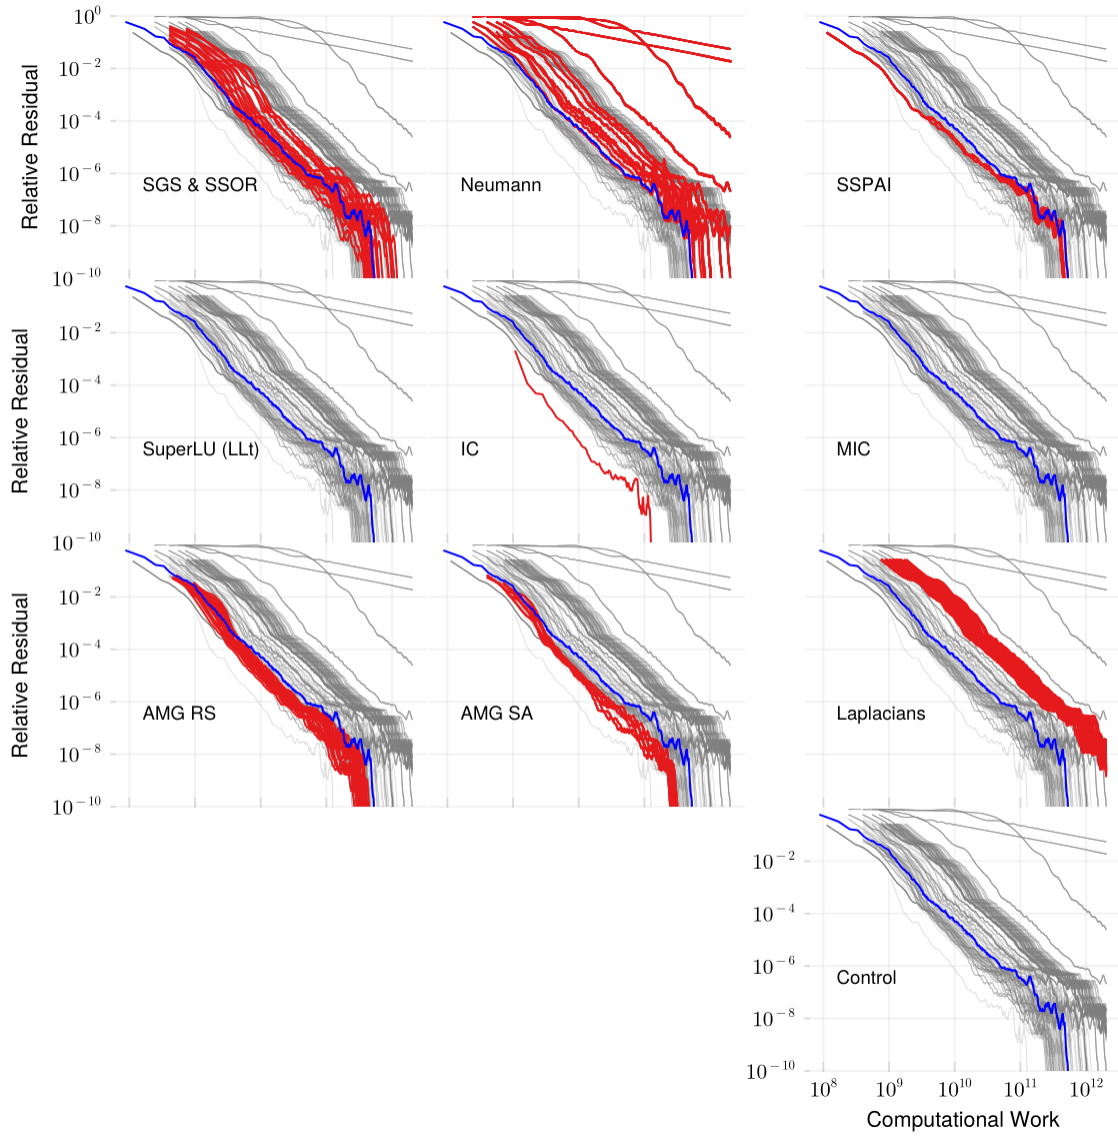 Relative Residual
10^0
10^-2
10^-4
10^-6
10^-8
10^-10
SGS & SSOR
Neumann
SSPAI
Relative Residual
10^-2
10^-4
10^-6
10^-8
10^-10
SuperLU (LLt)
IC
MIC
Relative Residual
10^-2
10^-4
10^-6
10^-8
10^-10
AMG RS
AMG SA
Laplacians
10^-2
10^-4
10^-6
10^-8
10^-10
Control
10^8 10^9 10^10 10^11 10^12
Computational Work